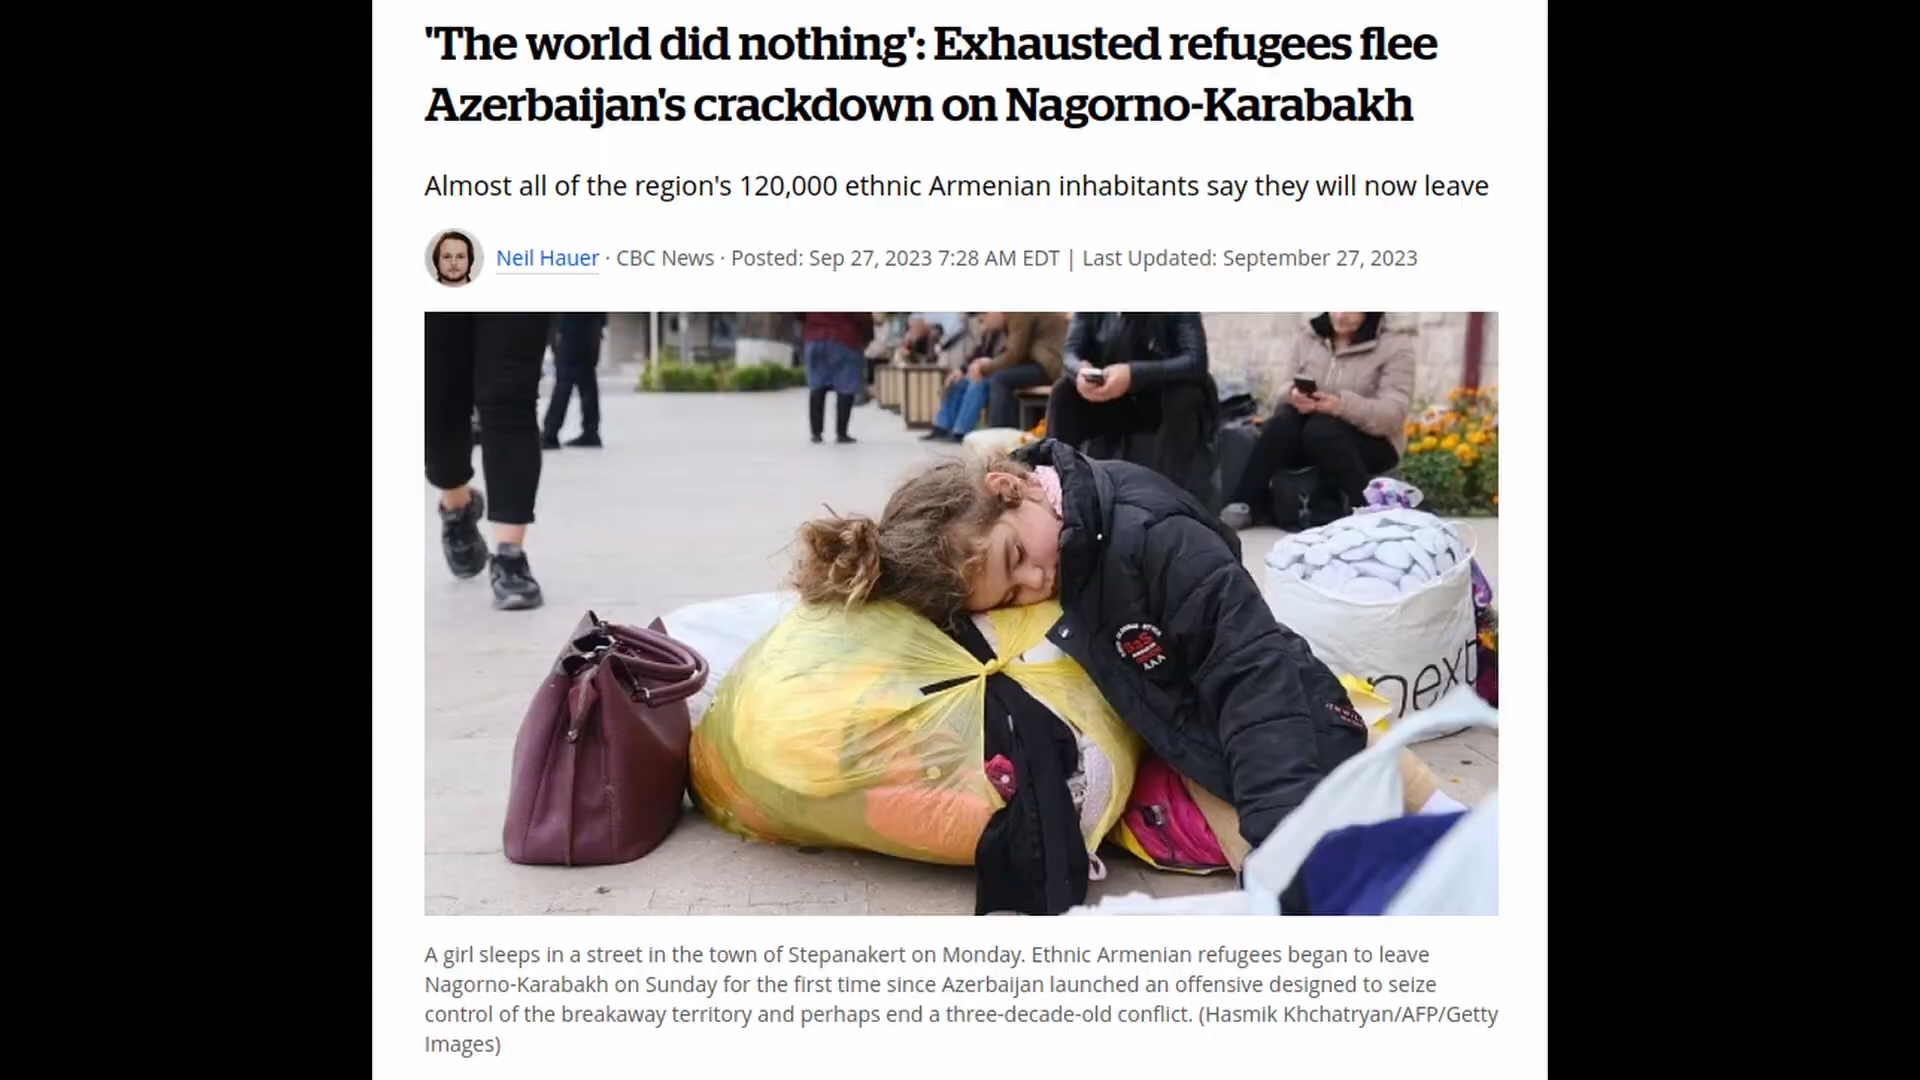 'The world did nothing': Exhausted refugees flee
Azerbaijan's crackdown on Nagorno-Karabakh
Almost all of the region's 120,000 ethnic Armenian inhabitants say they will now leave
Neil Hauer · CBC News · Posted: Sep 27, 2023 7:28 AM EDT | Last Updated: September 27, 2023
next
A girl sleeps in a street in the town of Stepanakert on Monday. Ethnic Armenian refugees began to leave
Nagorno-Karabakh on Sunday for the first time since Azerbaijan launched an offensive designed to seize
control of the breakaway territory and perhaps end a three-decade-old conflict. (Hasmik Khchatryan/AFP/Getty
Images)